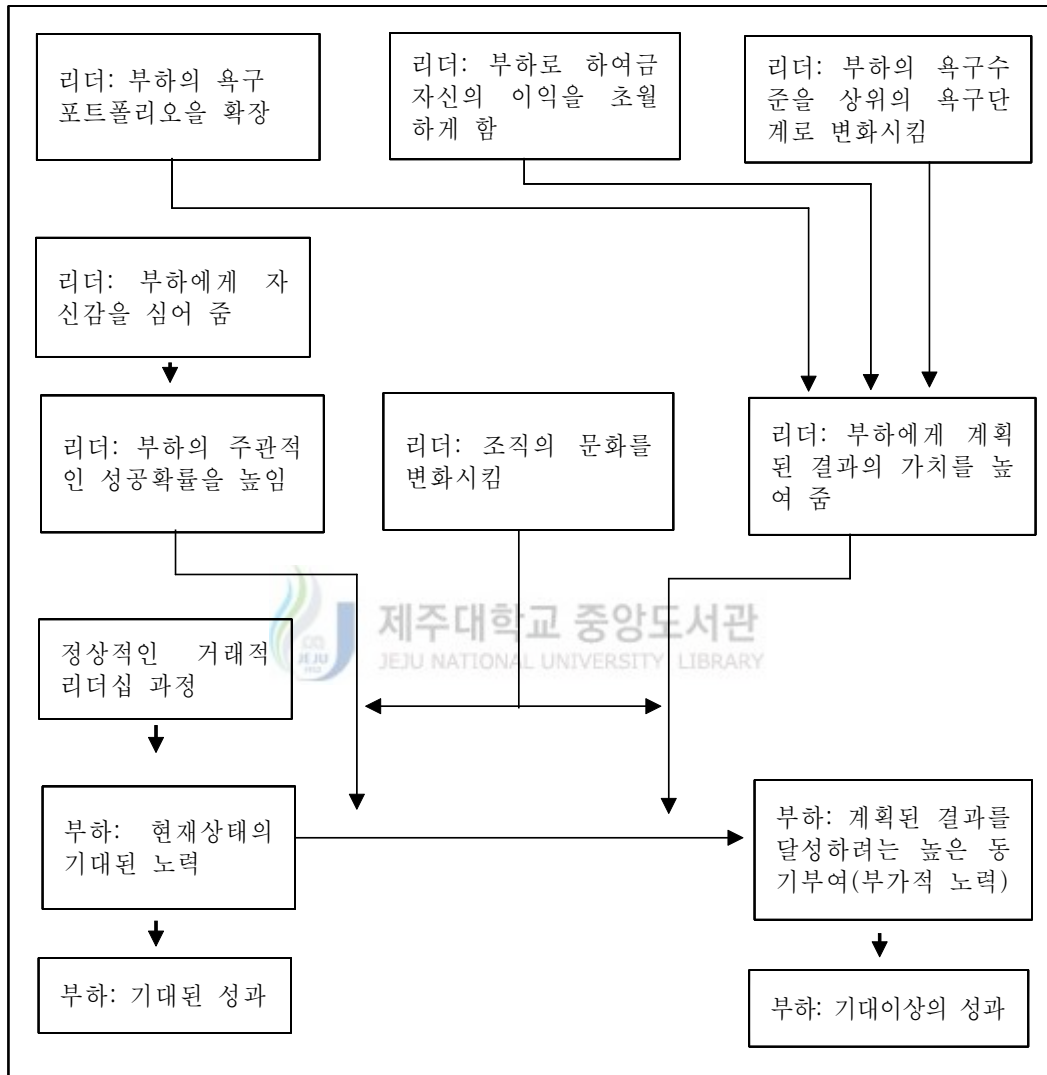 리더: 부하의 욕구
포트폴리오을 확장
리더: 부하로 하여금
자신의 이익을 초월
하게 함
리더: 부하의 욕구수
준을 상위의 욕구단
계로 변화시킴
리더: 부하에게 자
신감을 심어 줌
리더: 부하의 주관적
인 성공확률을 높임
리더: 조직의 문화를
변화시킴
리더: 부하에게 계획
된 결과의 가치를 높
여 줌
제주대학교 중앙도서관
JEJU NATIONAL UNIVERSITY LIBRARY
JEJU
1952
정상적인 거래적
리더십 과정
부하: 현재상태의
기대된 노력
부하: 계획된 결과를
달성하려는 높은 동
기부여(부가적 노력)
부하: 기대된 성과
부하: 기대이상의 성과